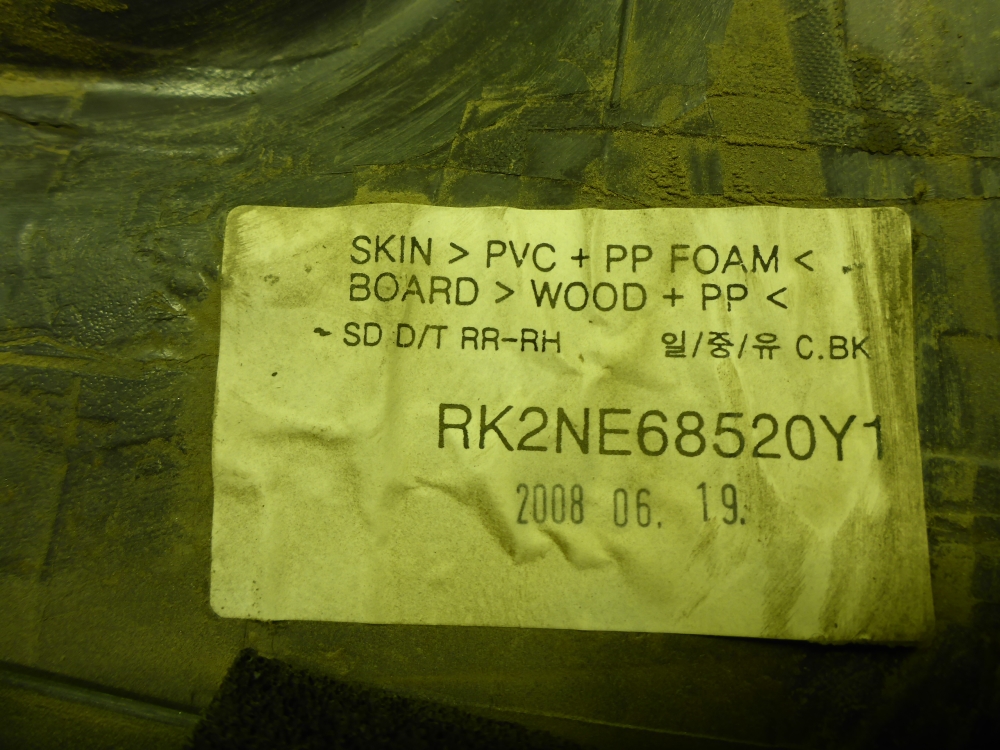 SKIN > PVC + PP FOAM <
BOARD > WOOD + PP <
SD D/T RR-RH 일/중/유 C.BK
RK2NE68520Y1
2008 06. 19.